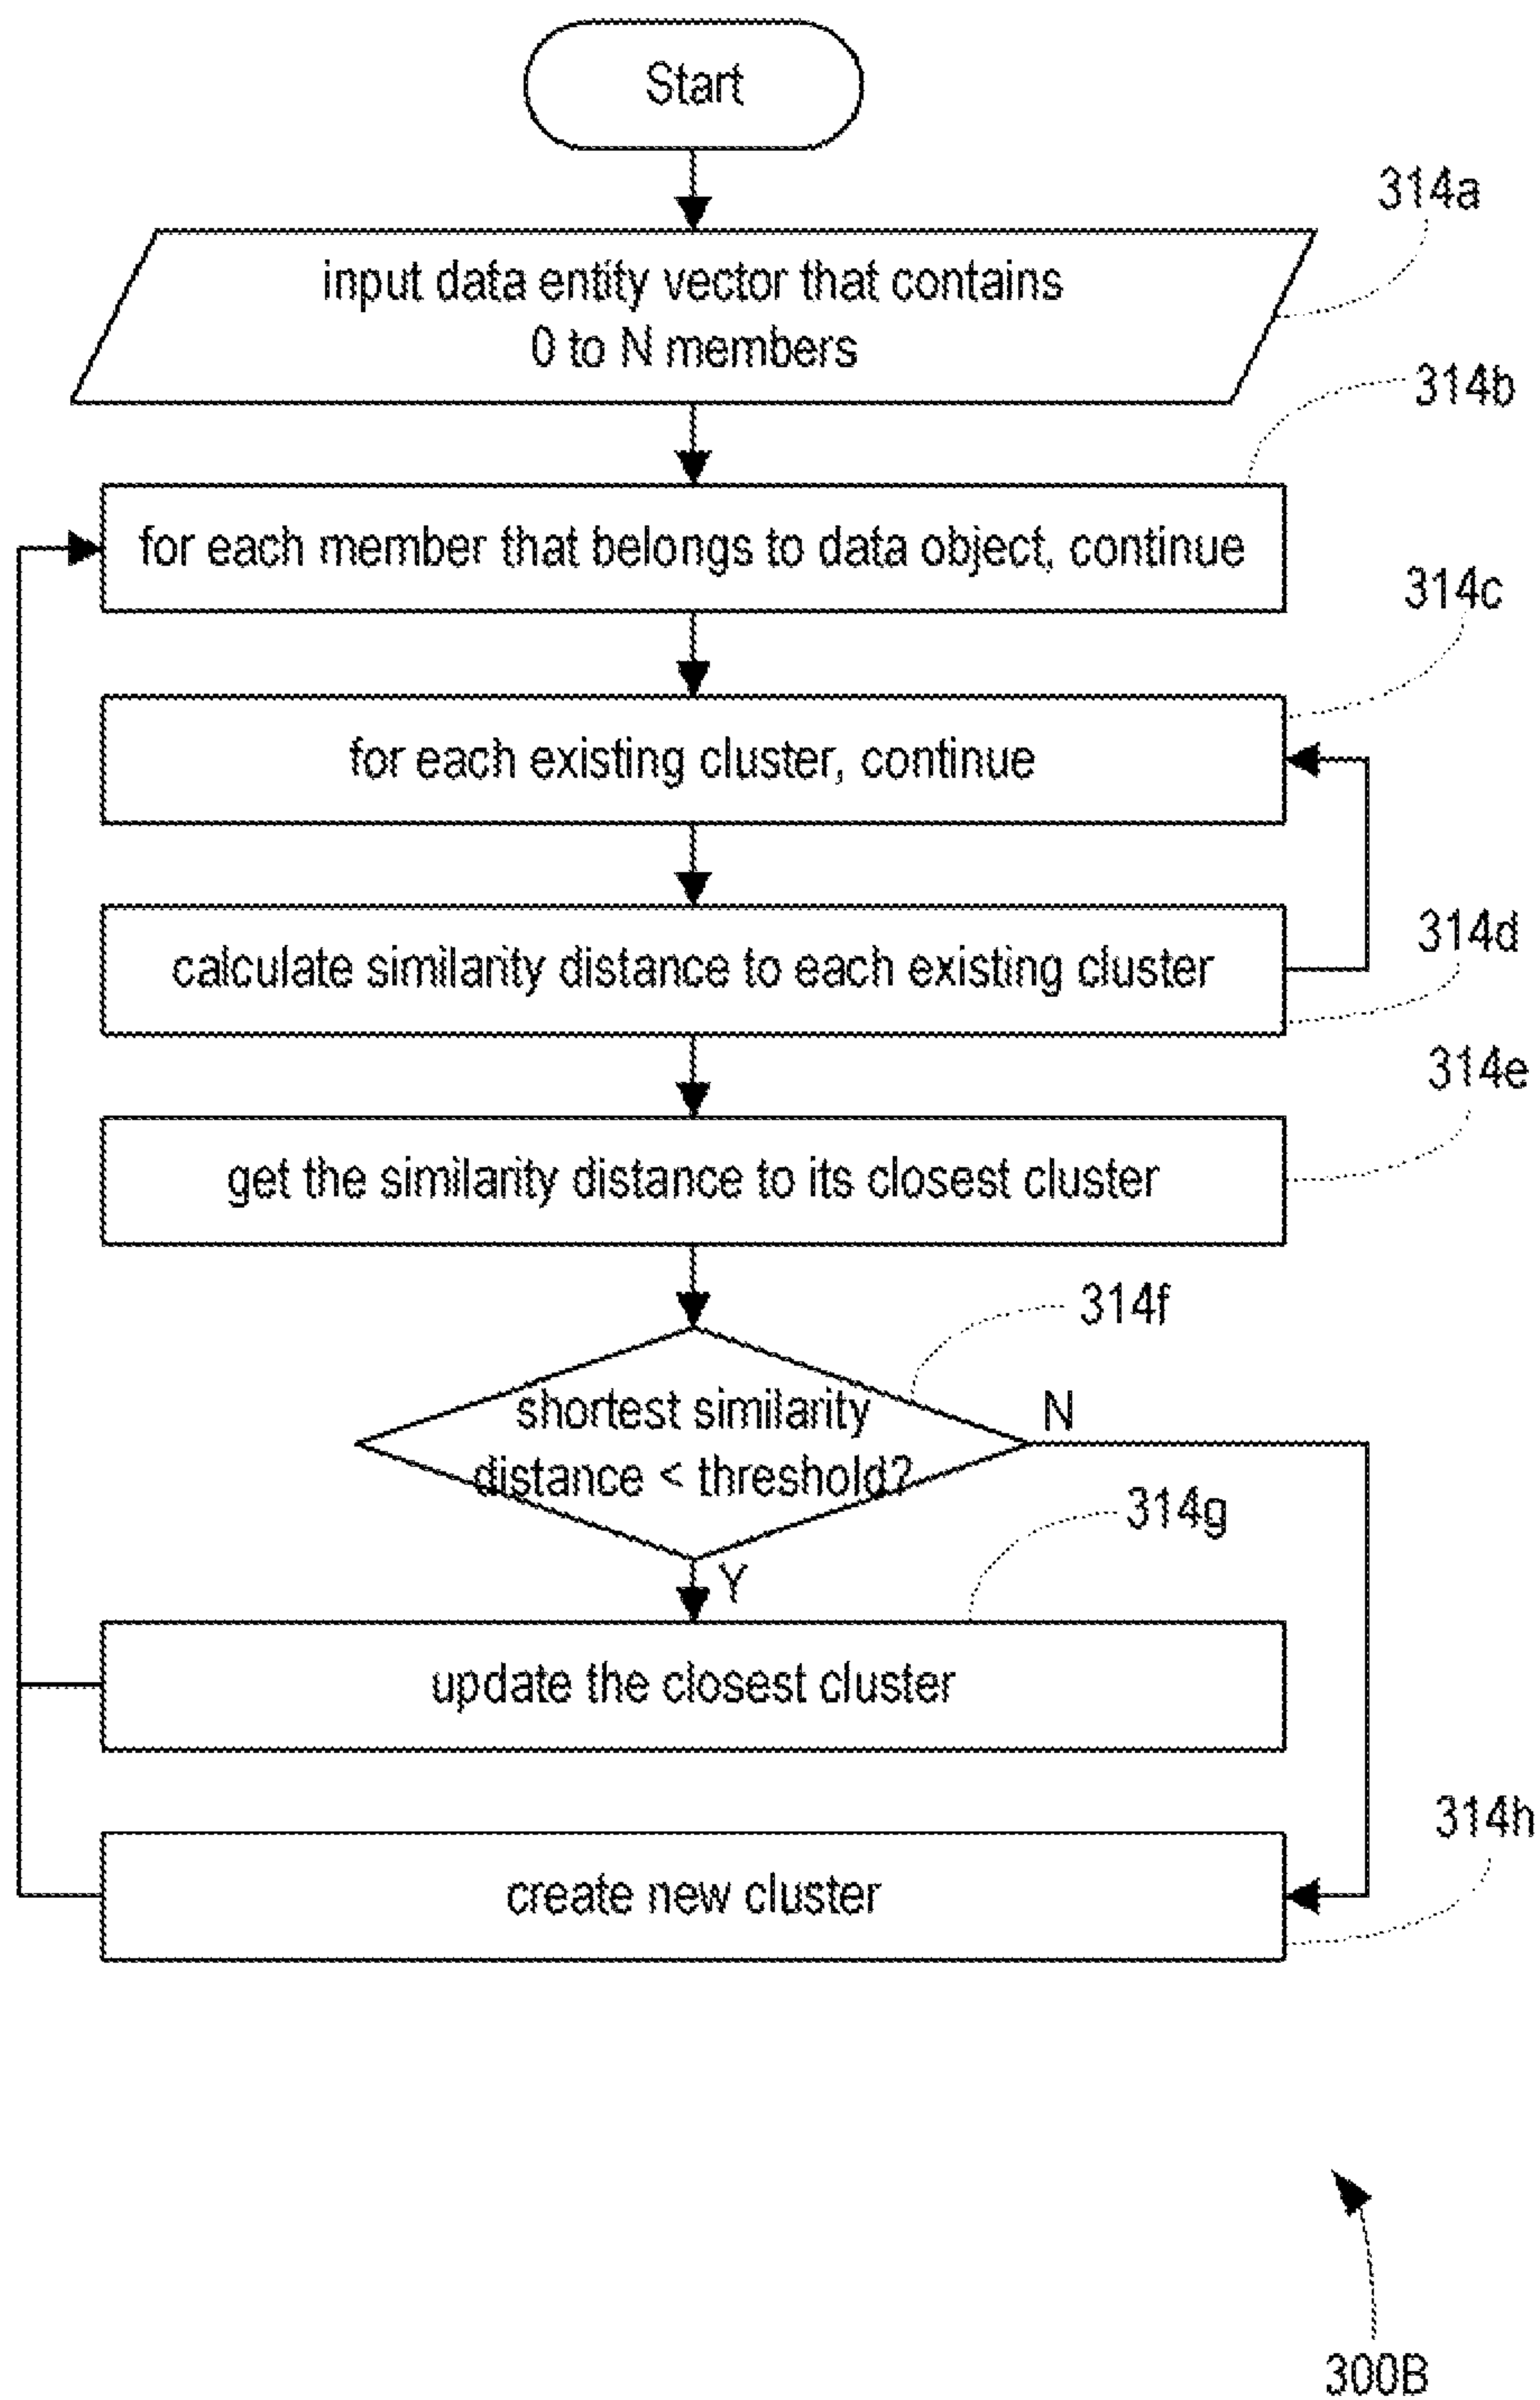 Start
314a
input data entity vector that contains
0 to N members
314b
for each member that belongs to data object, continue
314c
for each existing cluster, continue
314d
calculate similarity distance to each existing cluster
314e
get the similarity distance to its closest cluster
314f
shortest similarity
distance < threshold?
N
314g
Y
update the closest cluster
314h
create new cluster
300B